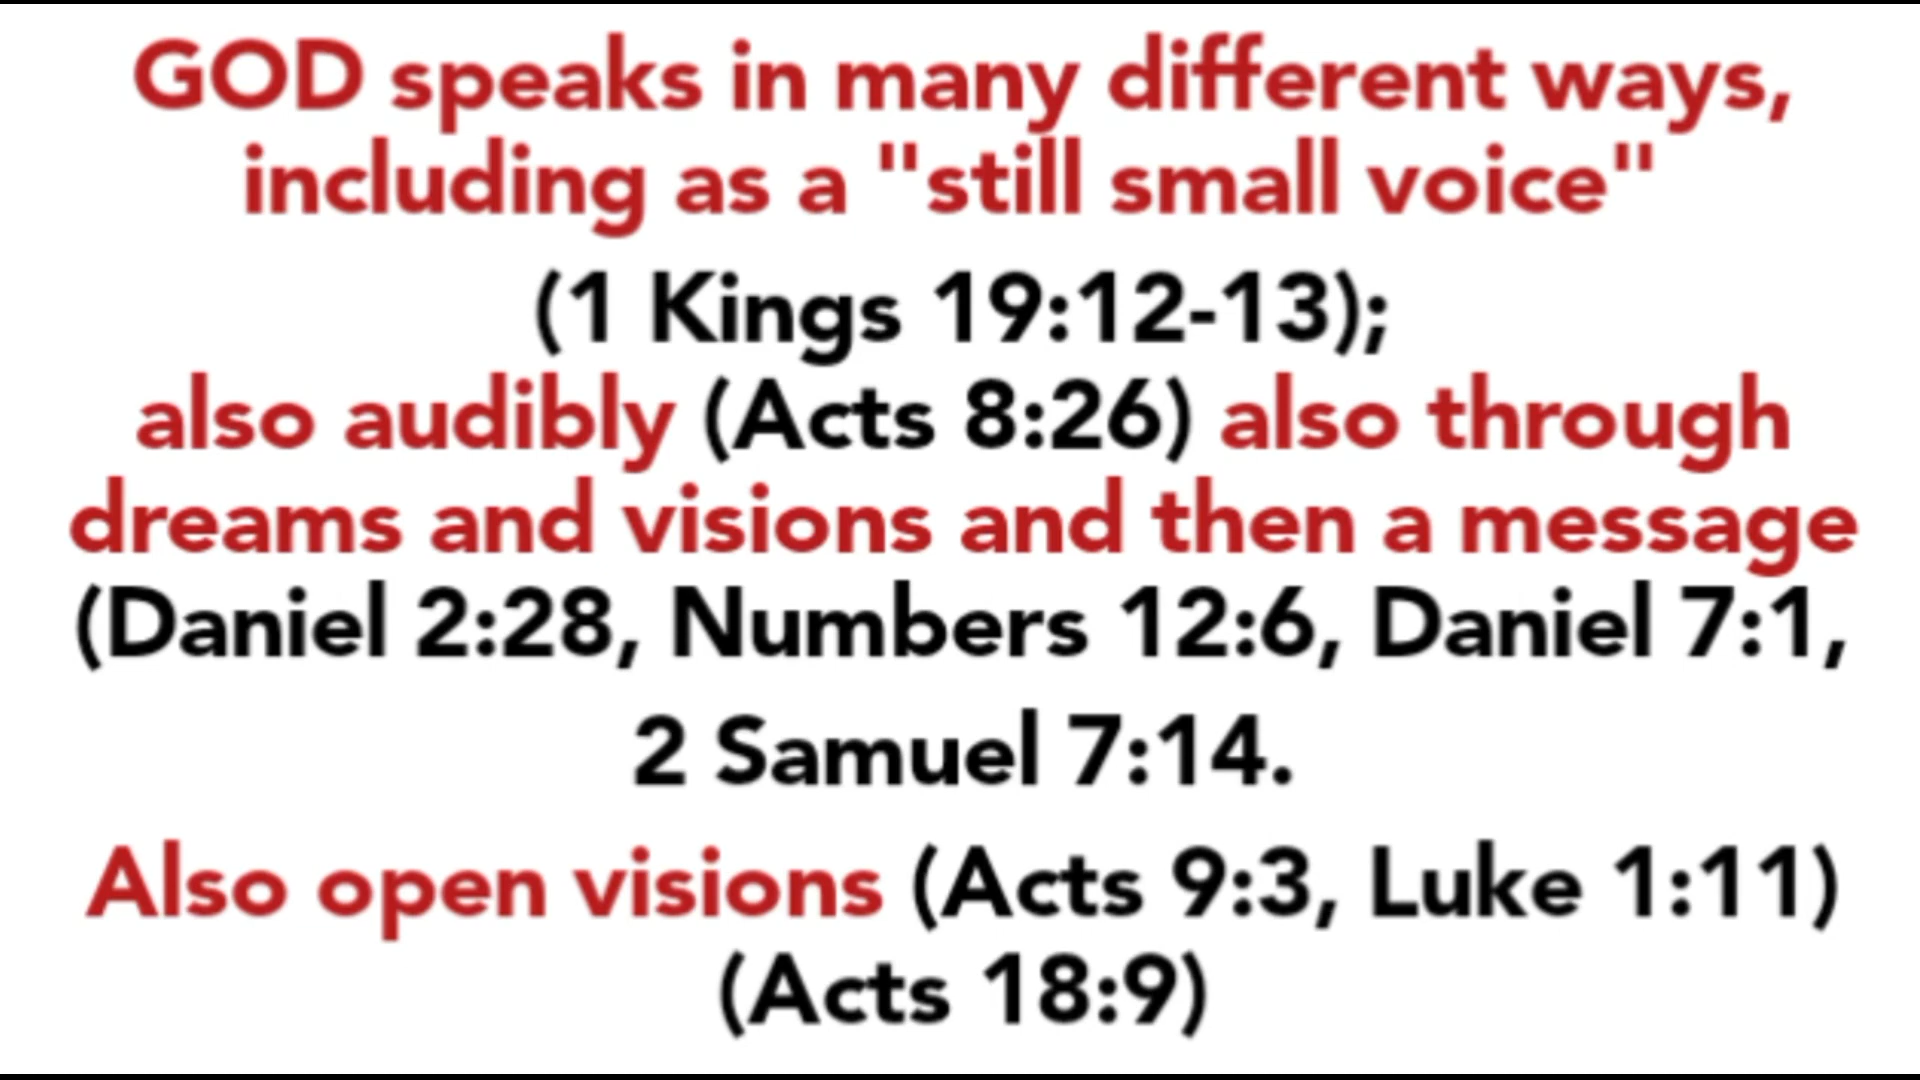 GOD speaks in many different ways,
including as a "still small voice"
(1 Kings 19:12-13);
also audibly (Acts 8:26) also through
dreams and visions and then a message
(Daniel 2:28, Numbers 12:6, Daniel 7:1,
2 Samuel 7:14.
Also open visions (Acts 9:3, Luke 1:11)
(Acts 18:9)